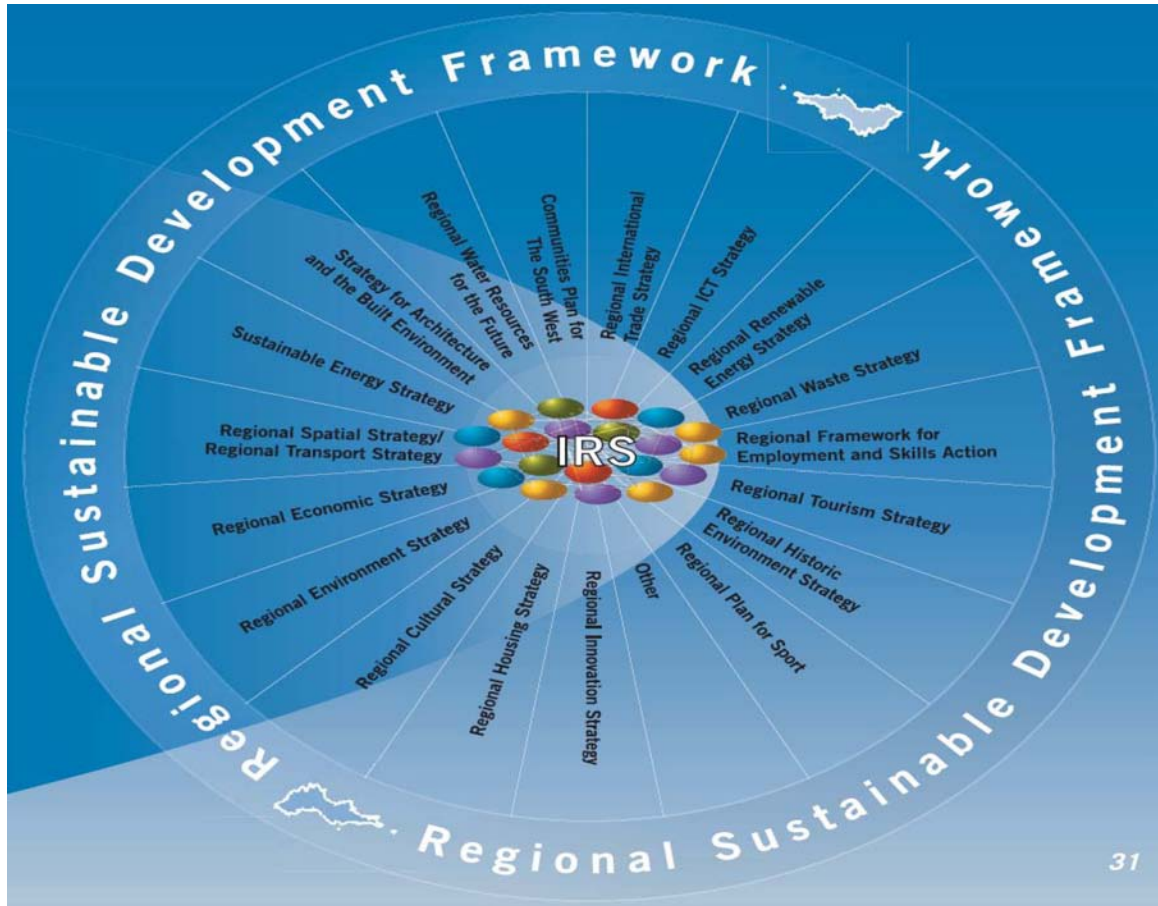 Regional Sustainable Development Framework
Regional Sustainable Development Framework
Communities Plan for
The South West
Regional International
Trade Strategy
Regional ICT Strategy
Regional Renewable
Energy Strategy
Regional Waste Strategy
Regional Framework for
Employment and Skills Action
Regional Tourism Strategy
Regional Historic
Environment Strategy
Regional Plan for Sport
Other
Regional Innovation Strategy
Regional Housing Strategy
Regional Cultural Strategy
Regional Environment Strategy
Regional Economic Strategy
Regional Spatial Strategy/
Regional Transport Strategy
Sustainable Energy Strategy
Strategy for Architecture
and the Built Environment
Regional Water Resources
for the Future
IRS
31